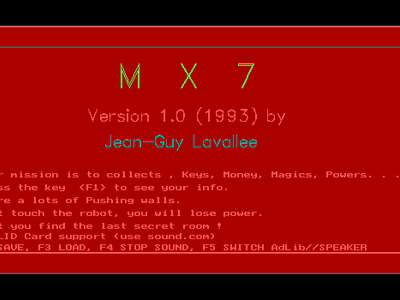 M X 7
Version 1.0 (1993) by
Jean-Guy Lavallee
r mission is to collects , Keys, Money, Magics, Powers. . .
ss the key <F1> to see your info.
re a lots of Pushing walls.
t touch the robot, you will lose power.
t you find the last secret room !
LID Card support (use sound.com)
SAVE, F3 LOAD, F4 STOP SOUND, F5 SWITCH AdLib//SPEAKER